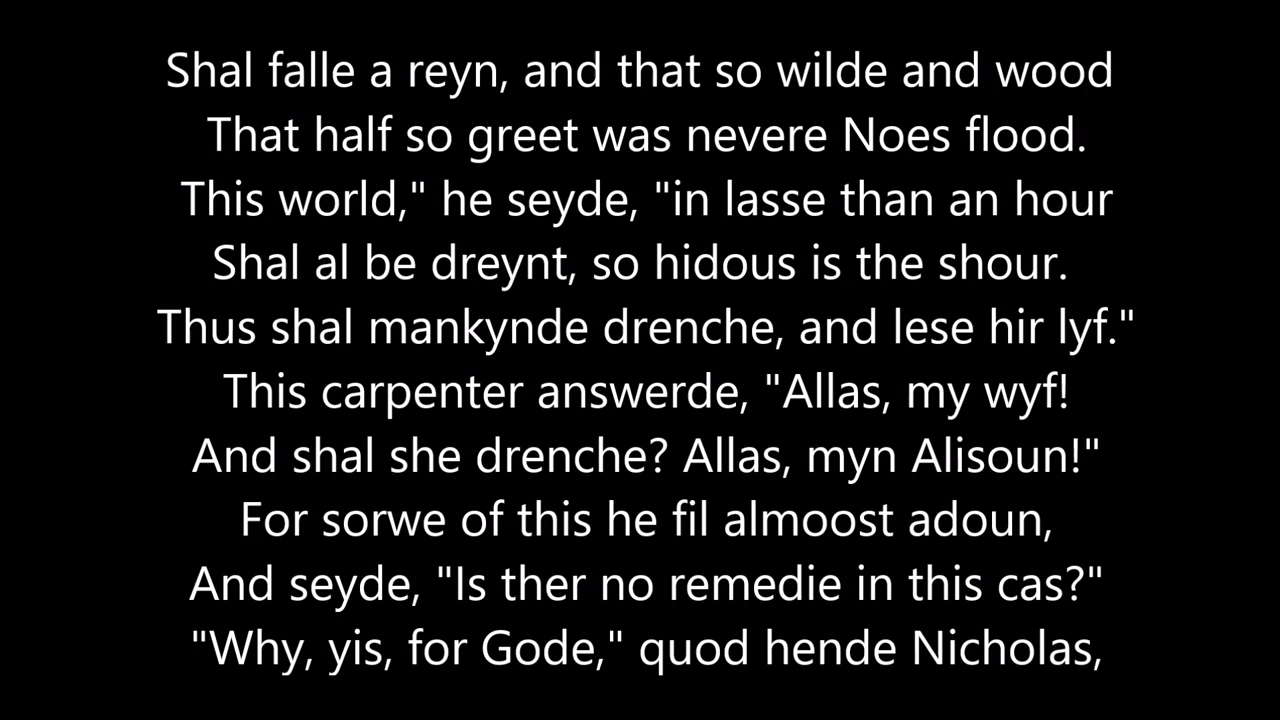 Shal falle a reyn, and that so wilde and wood
That half so greet was nevere Noes flood.
This world," he seyde, "in lasse than an hour
Shal al be dreynt, so hidous is the shour.
Thus shal mankynde drenche, and lese hir lyf."
This carpenter answerde, "Allas, my wyf!
And shal she drenche? Allas, myn Alisoun!"
For sorwe of this he fil almoost adoun,
And seyde, "Is ther no remedie in this cas?"
"Why, yis, for Gode," quod hende Nicholas,